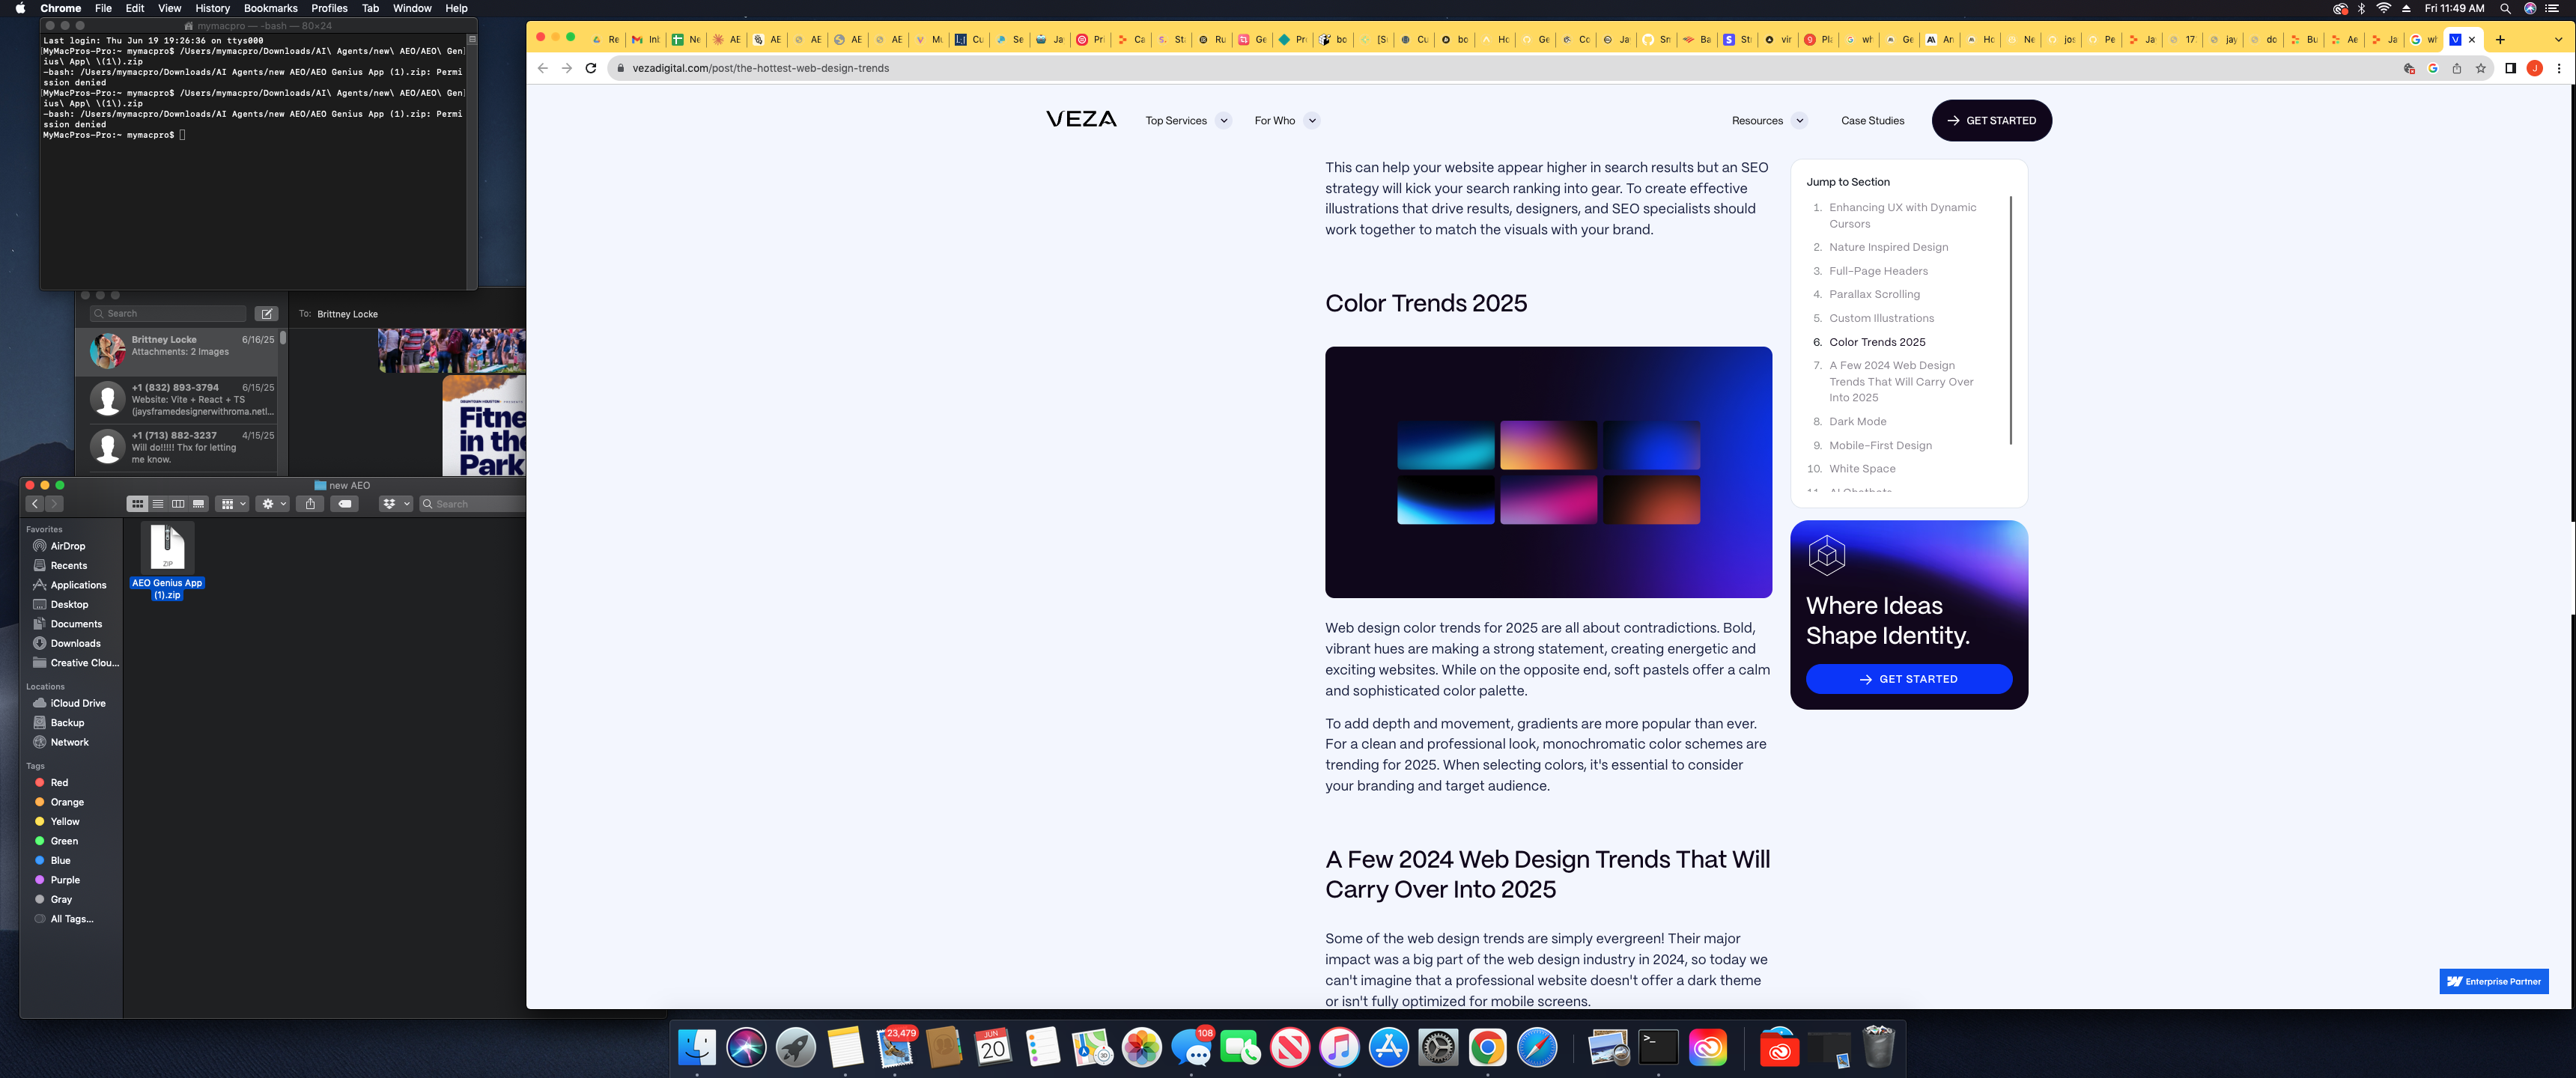 Chrome File Edit View History Bookmarks Profiles Tab Window Help
Fri 11:49 AM
mymacpro — -bash — 80×24
Last login: Thu Jun 19 19:26:36 on ttys000
[MyMacPros-Pro:~ mymacpro$ /Users/mymacpro/Downloads/AI\ Agents/new\ AEO/AEO\ Gen]
ius\ App\ \(1\).zip
-bash: /Users/mymacpro/Downloads/AI Agents/new AEO/AEO Genius App (1).zip: Permi
ssion denied
[MyMacPros-Pro:~ mymacpro$ /Users/mymacpro/Downloads/AI\ Agents/new\ AEO/AEO\ Gen]
ius\ App\ \(1\).zip
-bash: /Users/mymacpro/Downloads/AI Agents/new AEO/AEO Genius App (1).zip: Permi
ssion denied
MyMacPros-Pro:~ mymacpro$
Search
To: Brittney Locke
Brittney Locke 6/16/25
Attachments: 2 Images
+1 (832) 893-3794 6/15/25
Website: Vite + React + TS
(jaysframedesignerwithroma.netl...
+1 (713) 882-3237 4/15/25
Will do!!!!! Thx for letting
me know.
Fitne
in the
Park
new AEO
Search
Favorites
AirDrop
Recents
Applications
Desktop
Documents
Downloads
Creative Clou...
Locations
iCloud Drive
Backup
Network
Tags
Red
Orange
Yellow
Green
Blue
Purple
Gray
All Tags...
ZIP
AEO Genius App
(1).zip
vezadigital.com/post/the-hottest-web-design-trends
J
VEZA
Top Services
For Who
Resources
Case Studies
GET STARTED
This can help your website appear higher in search results but an SEO
strategy will kick your search ranking into gear. To create effective
illustrations that drive results, designers, and SEO specialists should
work together to match the visuals with your brand.
Color Trends 2025
Web design color trends for 2025 are all about contradictions. Bold,
vibrant hues are making a strong statement, creating energetic and
exciting websites. While on the opposite end, soft pastels offer a calm
and sophisticated color palette.
To add depth and movement, gradients are more popular than ever.
For a clean and professional look, monochromatic color schemes are
trending for 2025. When selecting colors, it's essential to consider
your branding and target audience.
A Few 2024 Web Design Trends That Will
Carry Over Into 2025
Some of the web design trends are simply evergreen! Their major
impact was a big part of the web design industry in 2024, so today we
can't imagine that a professional website doesn't offer a dark theme
or isn't fully optimized for mobile screens.
Jump to Section
1. Enhancing UX with Dynamic
Cursors
2. Nature Inspired Design
3. Full-Page Headers
4. Parallax Scrolling
5. Custom Illustrations
6. Color Trends 2025
7. A Few 2024 Web Design
Trends That Will Carry Over
Into 2025
8. Dark Mode
9. Mobile-First Design
10. White Space
11. AI Chatbots
Where Ideas
Shape Identity.
GET STARTED
Enterprise Partner
23,479
JUN
20
108